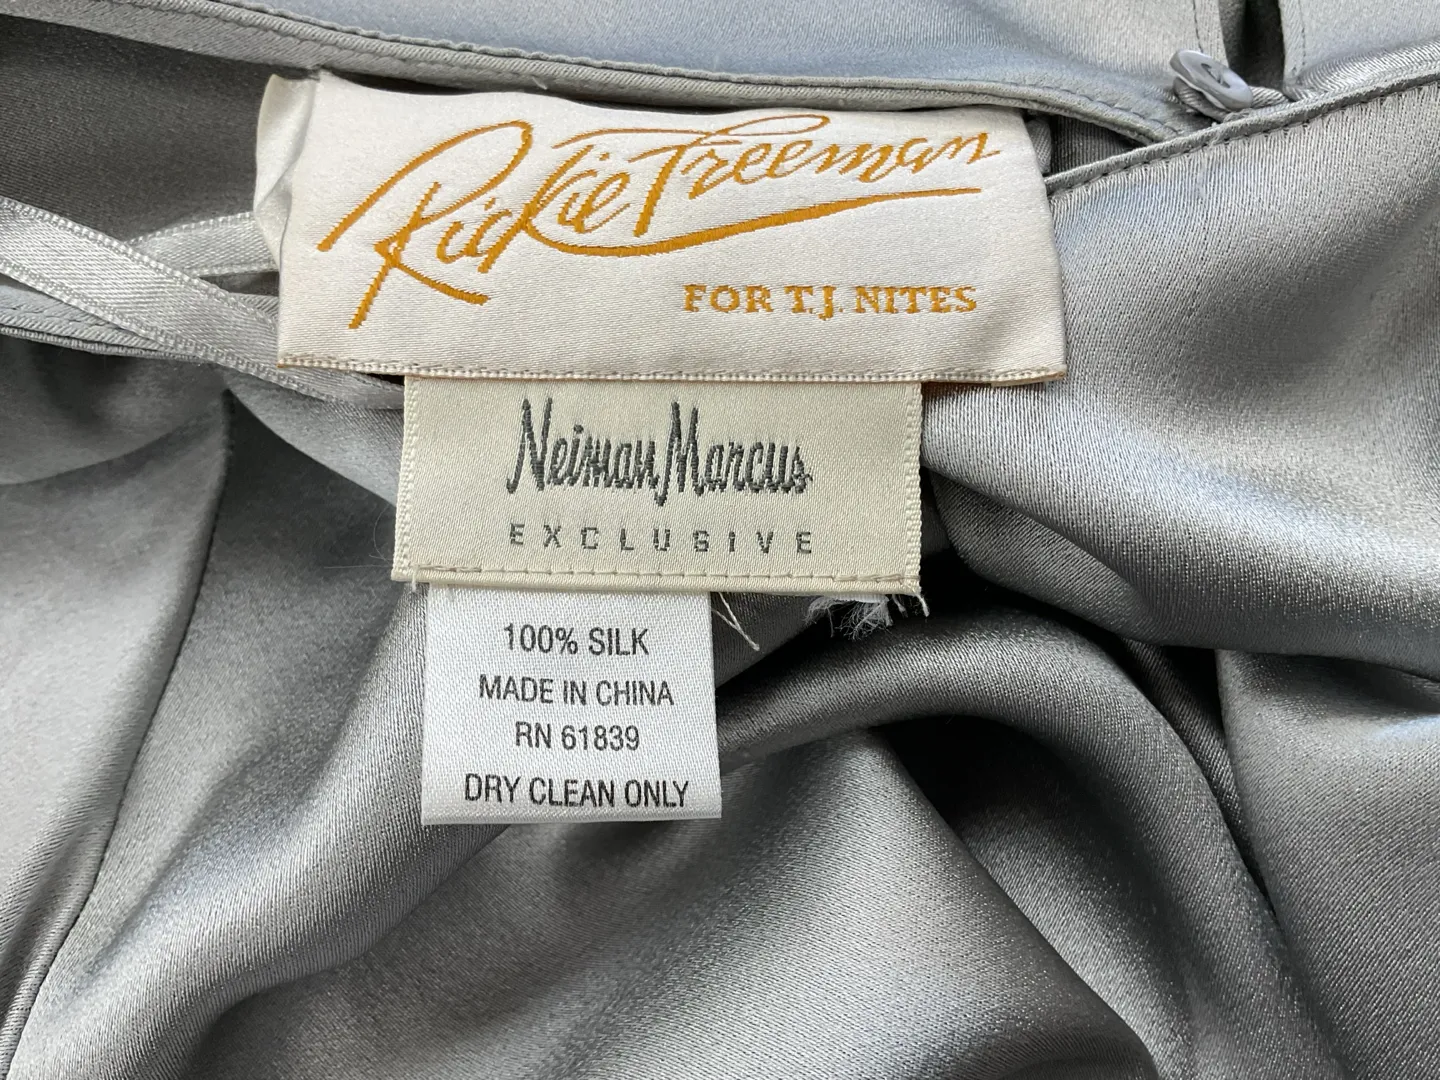 Rickie Freeman
FOR T.J. NITES
Neiman Marcus
EXCLUSIVE
100% SILK
MADE IN CHINA
RN 61839
DRY CLEAN ONLY